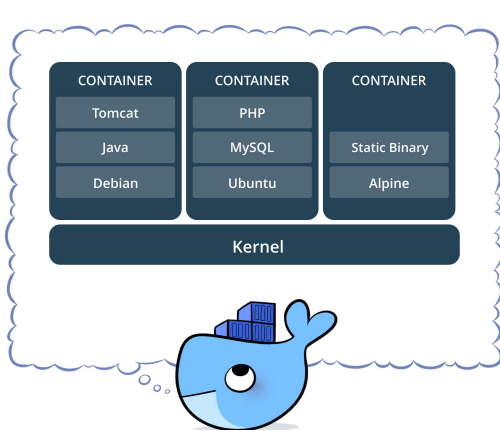 CONTAINER
Tomcat
Java
Debian
CONTAINER
PHP
MySQL
Ubuntu
CONTAINER
Static Binary
Alpine
Kernel